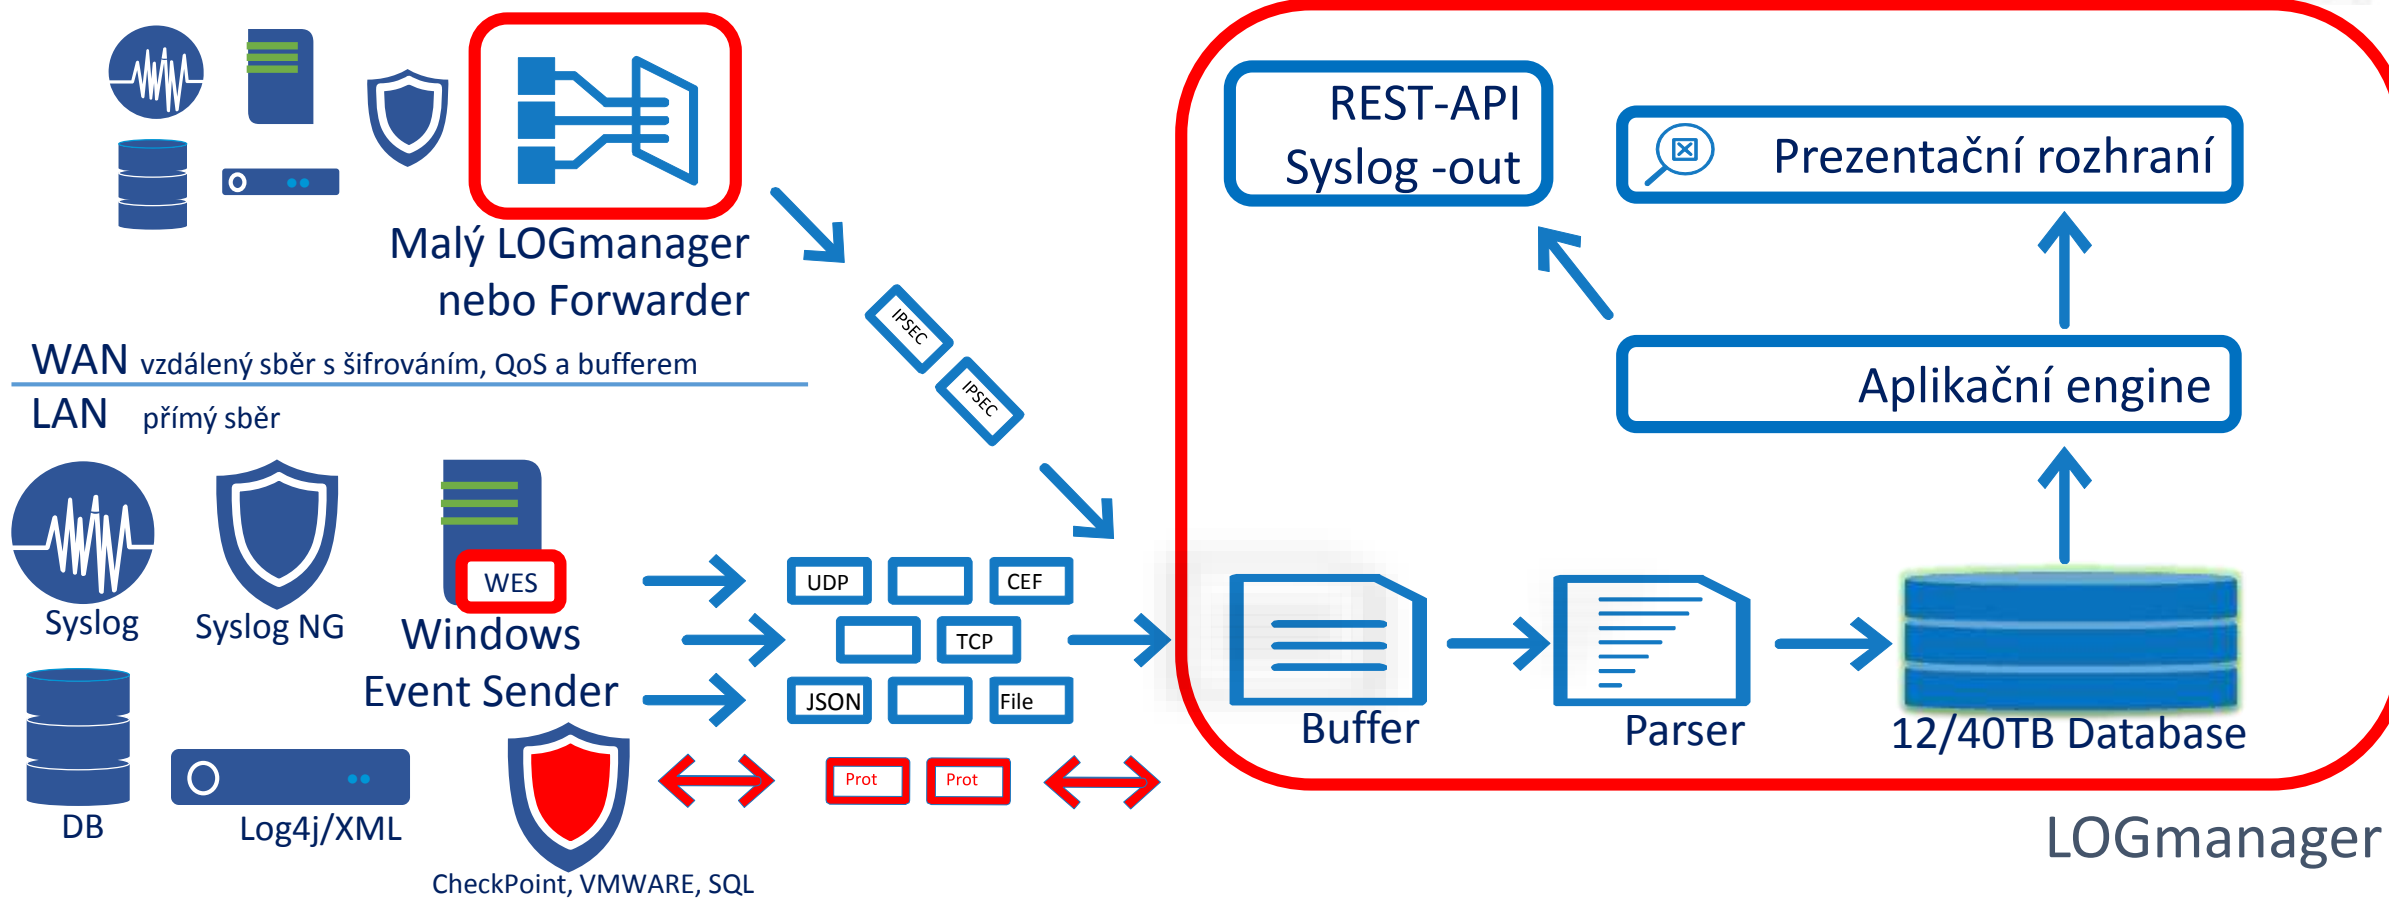 REST-API
Syslog -out
Prezentační rozhraní
Malý LOGmanager
nebo Forwarder
IPSEC
IPSEC
WAN vzdálený sběr s šifrováním, QoS a bufferem
LAN přímý sběr
Aplikační engine
WES
UDP
CEF
Syslog
Syslog NG
Windows
Event Sender
TCP
JSON
File
Buffer
Parser
12/40TB Database
Prot
Prot
DB
Log4j/XML
CheckPoint, VMWARE, SQL
LOGmanager